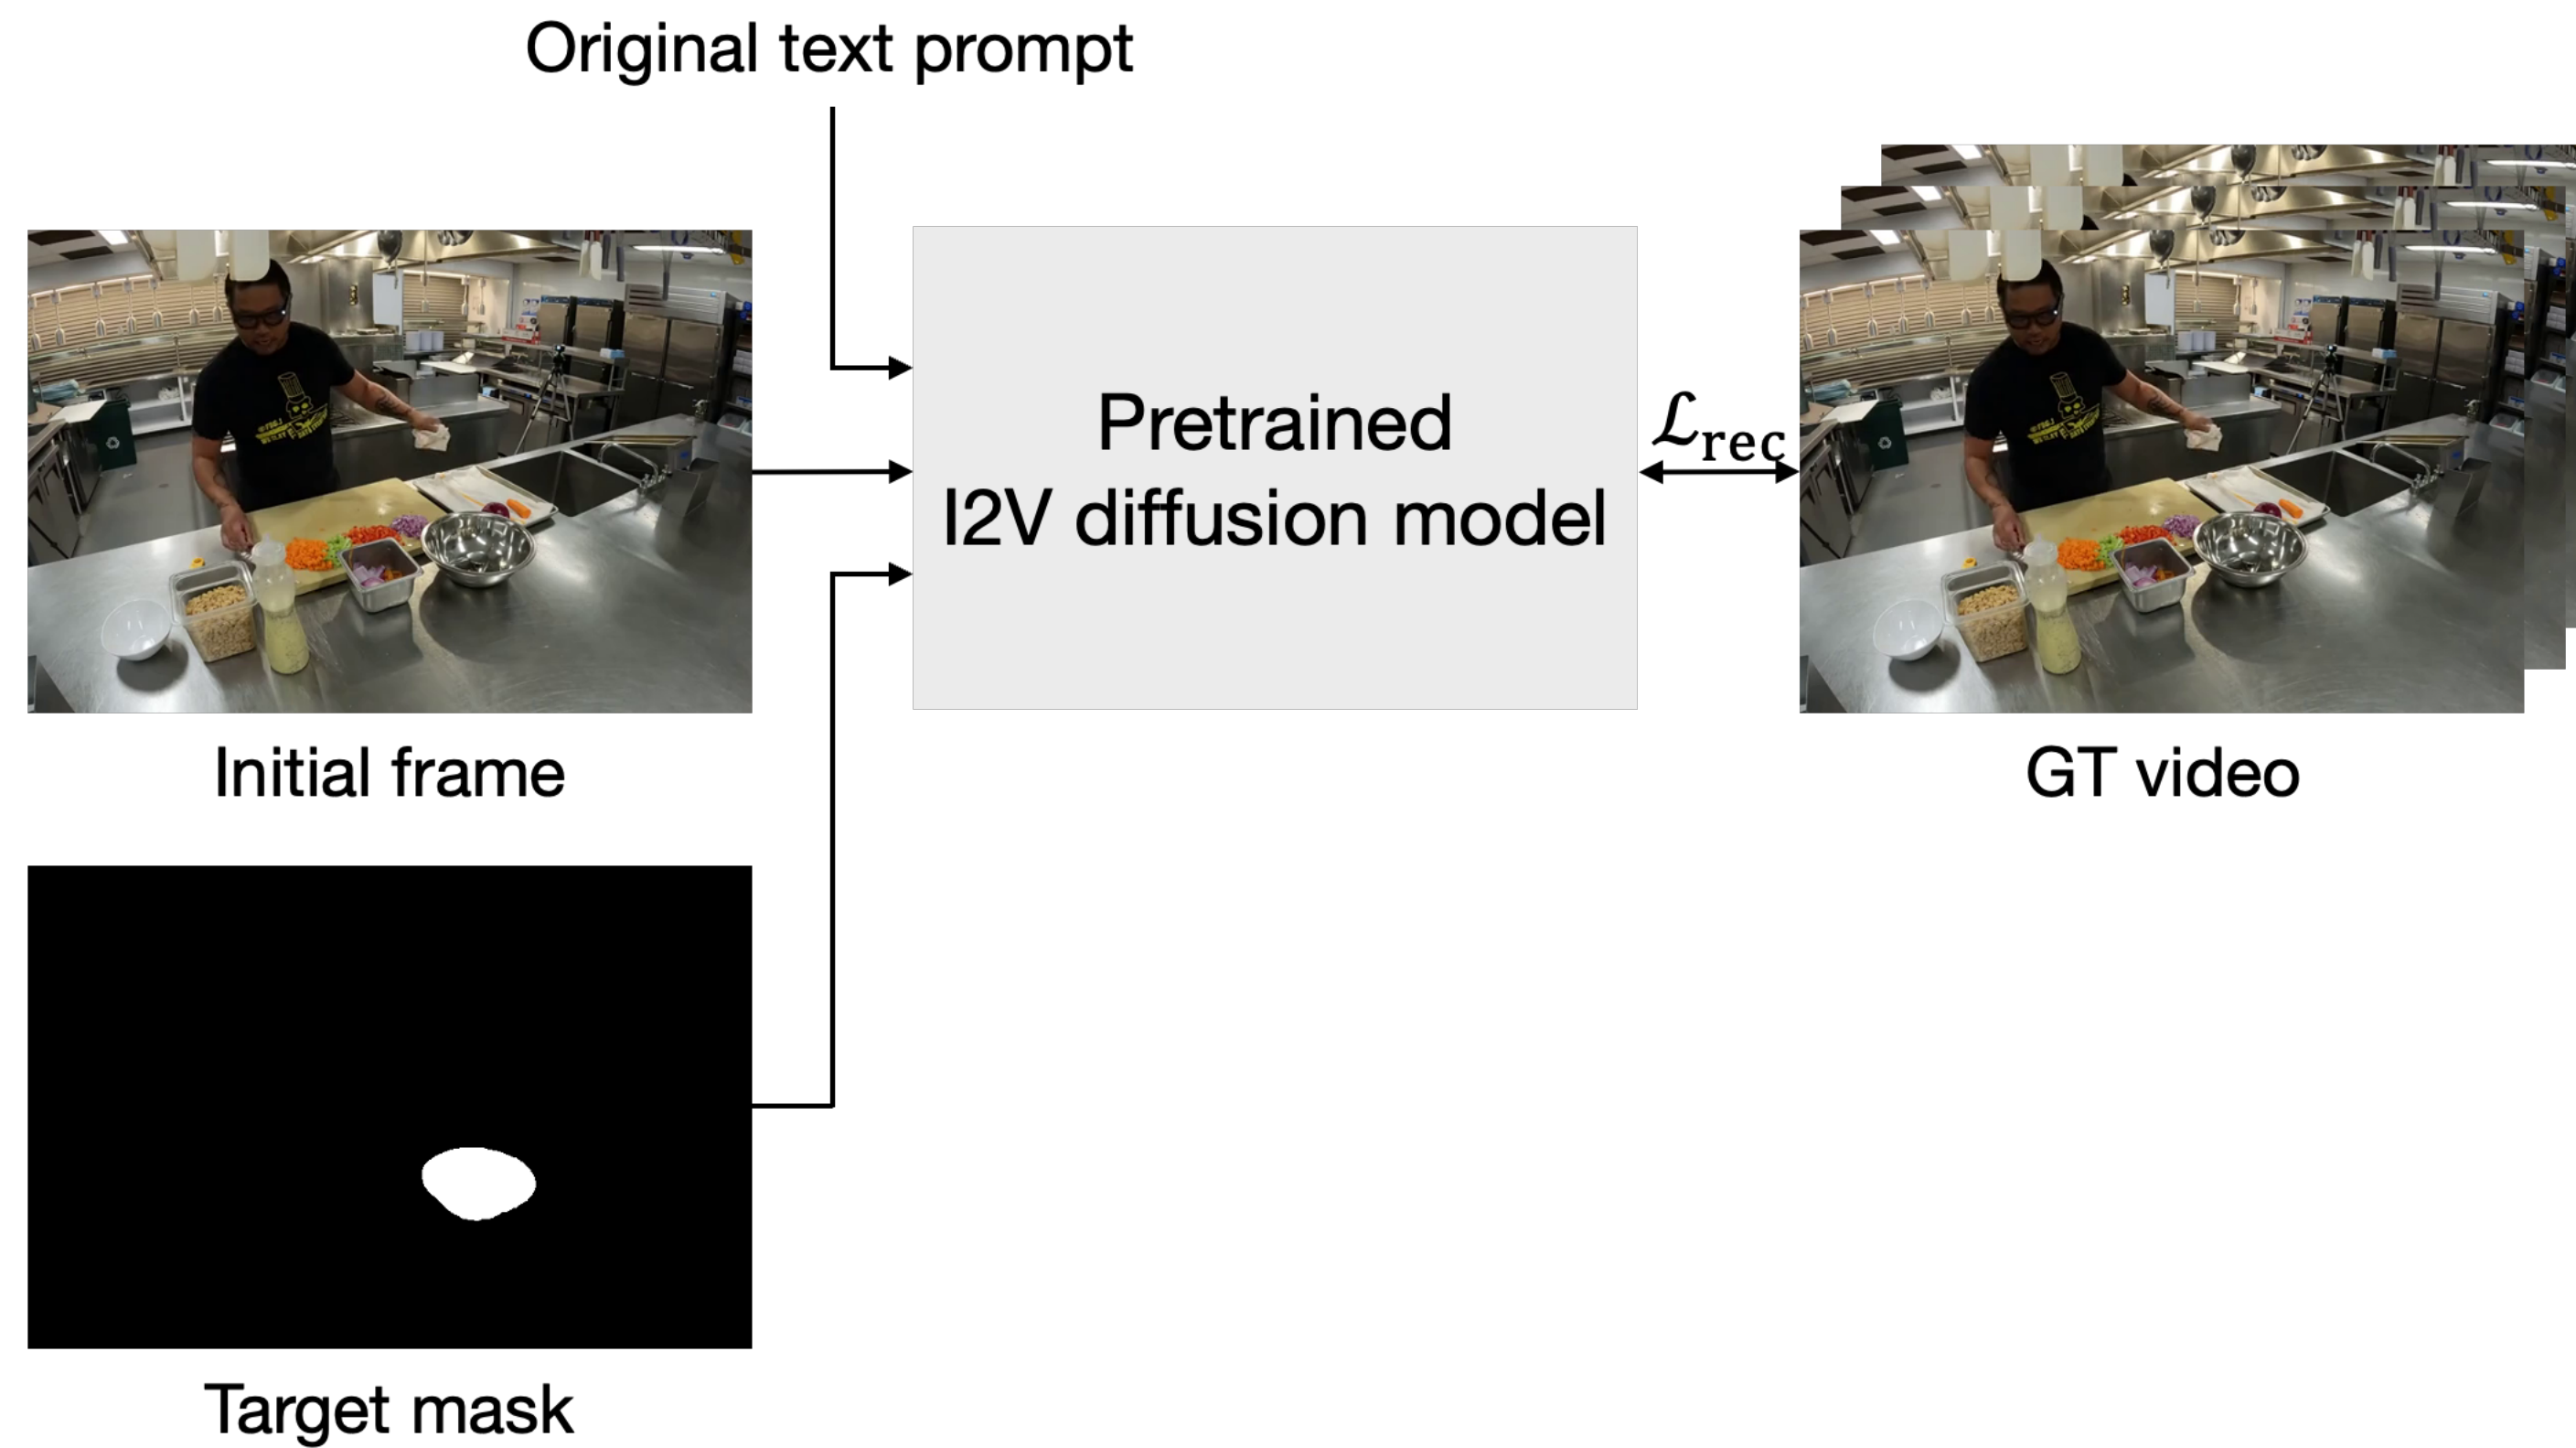 Original text prompt
Pretrained
I2V diffusion model
ℒrec
Initial frame
GT video
Target mask